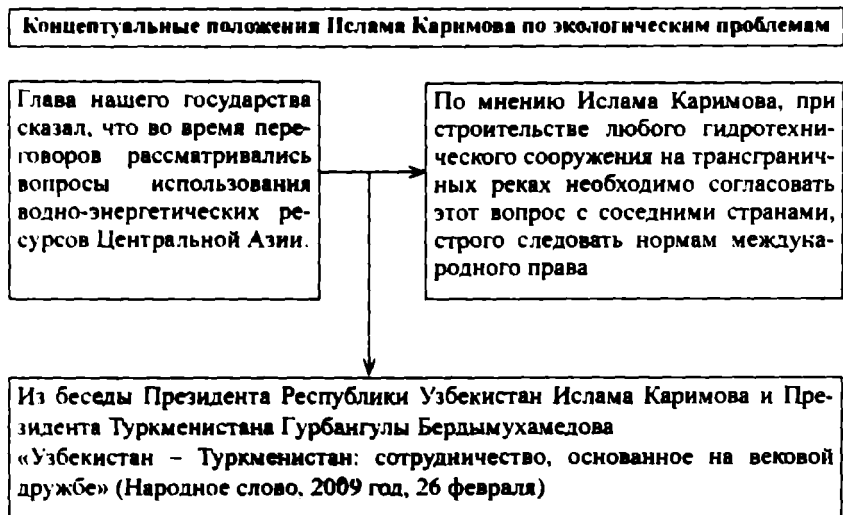 Концептуальные положения Ислама Каримова по экологическим проблемам
Глава нашего государства
сказал, что во время пере-
говоров рассматривались
вопросы использования
водно-энергетических ре-
сурсов Центральной Азии.
По мнению Ислама Каримова, при
строительстве любого гидротехни-
ческого сооружения на трансгранич-
ных реках необходимо согласовать
этот вопрос с соседними странами,
строго следовать нормам междуна-
родного права
Из беседы Президента Республики Узбекистан Ислама Каримова и Пре-
зидента Туркменистана Гурбангулы Бердымухамедова
«Узбекистан – Туркменистан: сотрудничество, основанное на вековой
дружбе» (Народное слово, 2009 год, 26 февраля)